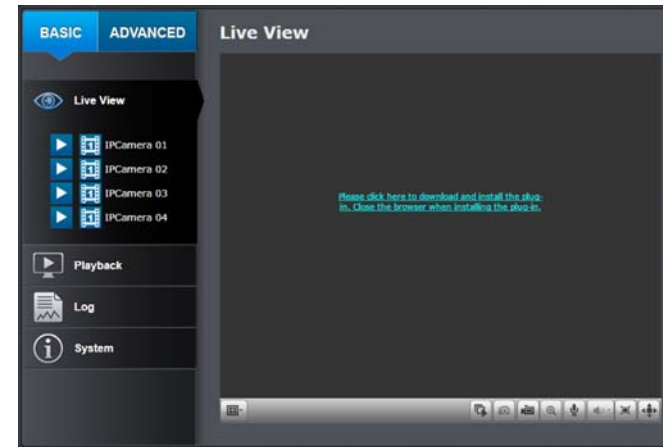 BASIC
ADVANCED
Live View
Live View
IPCamera 01
IPCamera 02
IPCamera 03
IPCamera 04
Please click here to download and install the plug-
in. Close the browser when installing the plug-in.
Playback
Log
System